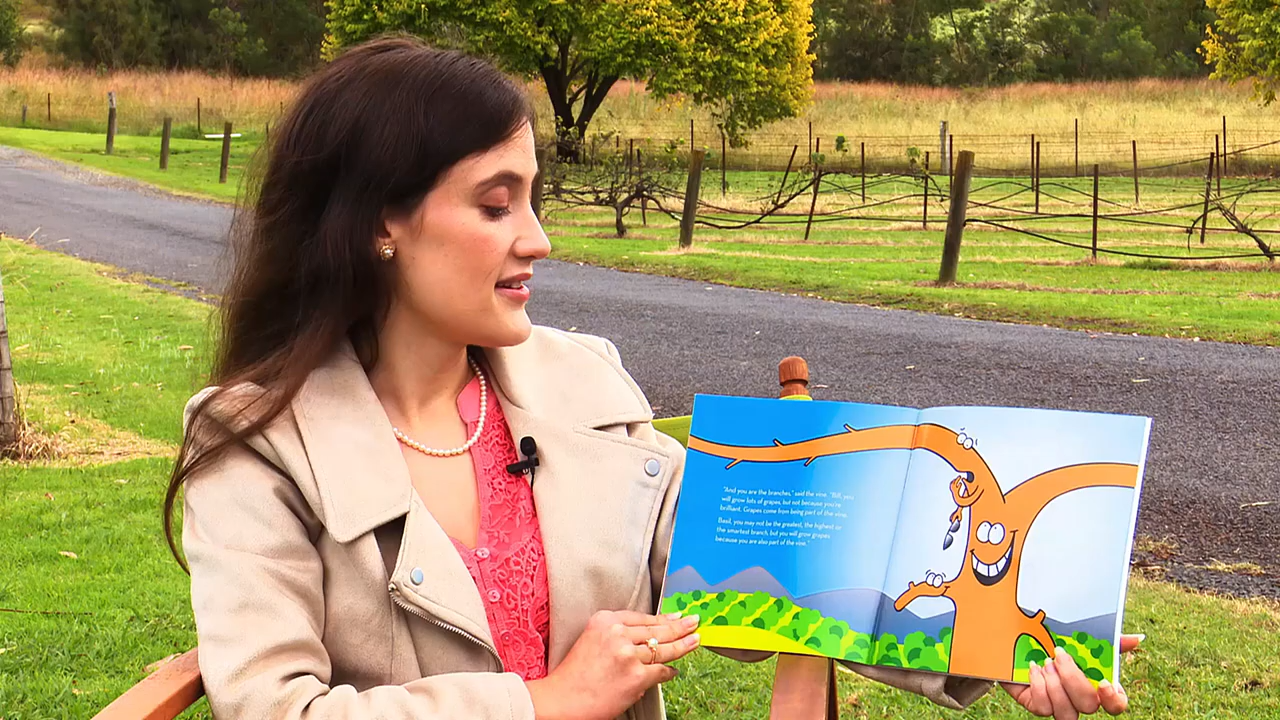 "And you are the branches," said the vine. "Bill, you
will grow lots of grapes, but not because you're
brilliant. Grapes come from being part of the vine.
Basil, you may not be the greatest, the highest or
the smartest branch, but you will grow grapes
because you are also part of the vine."